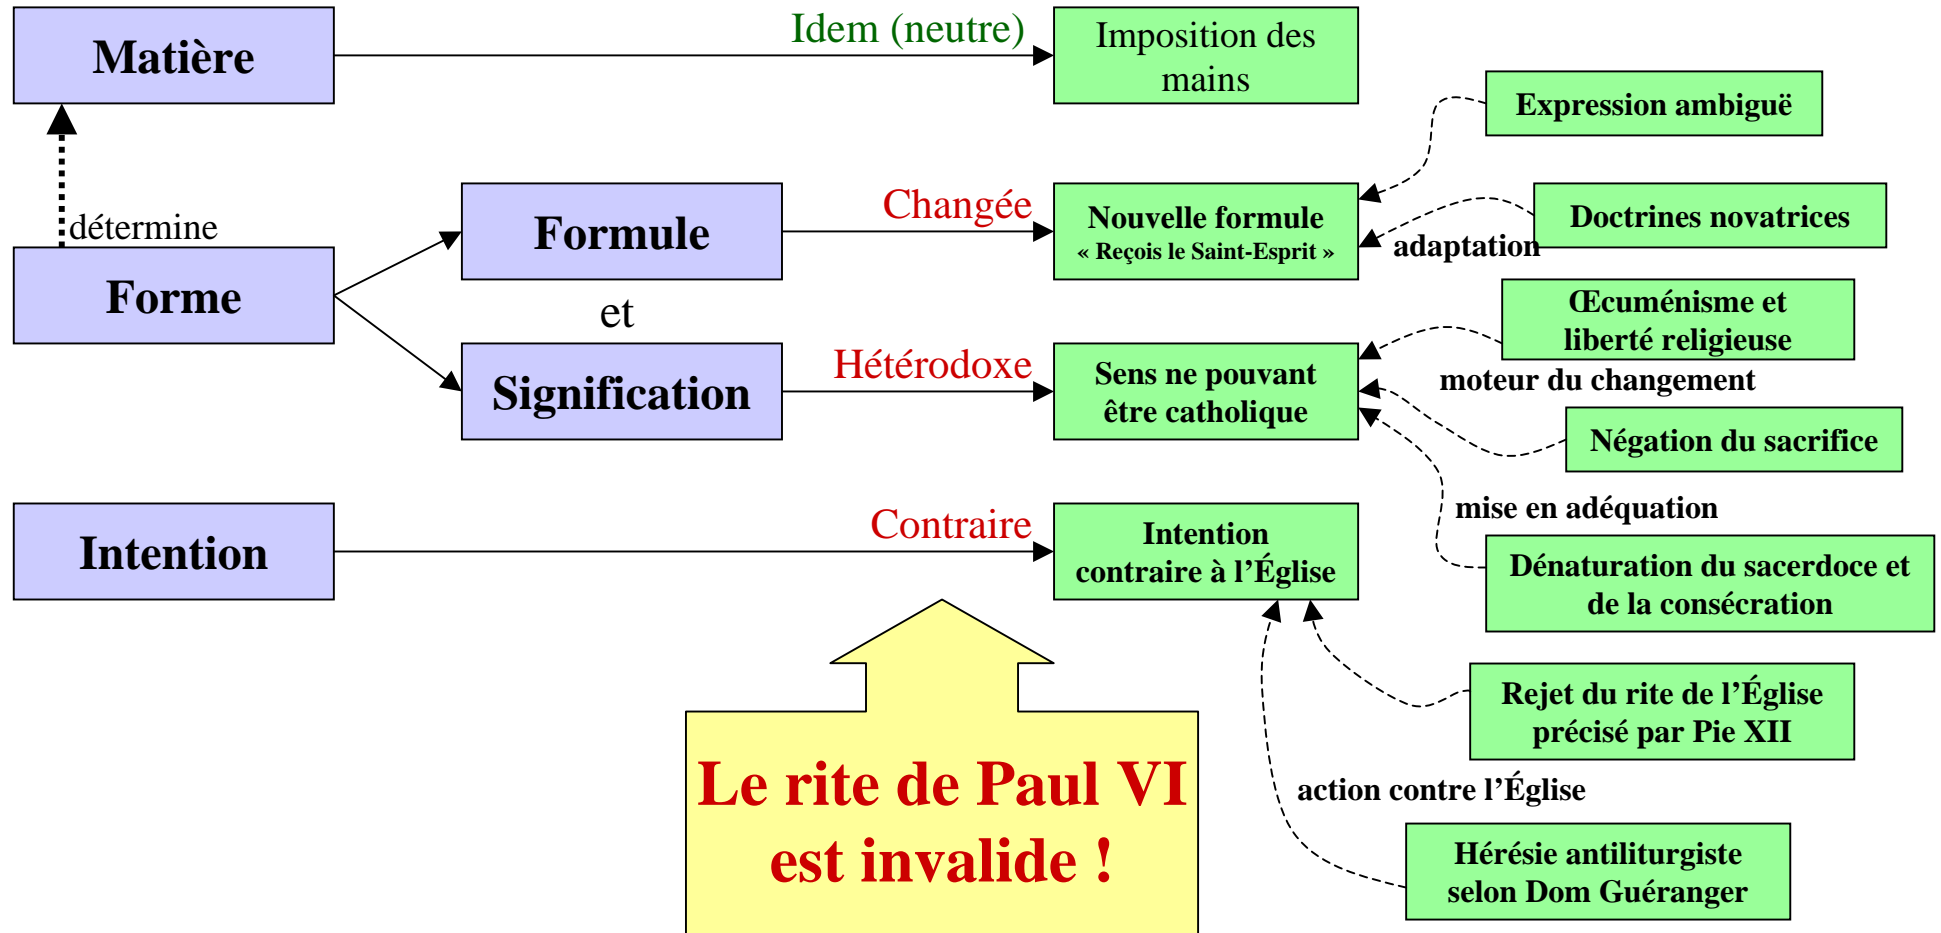 Matière
Idem (neutre)
Imposition des
mains
Expression ambiguë
détermine
Forme
Formule
Changée
Nouvelle formule
« Reçois le Saint-Esprit »
adaptation
Doctrines novatrices
et
Œcuménisme et
liberté religieuse
Signification
Hétérodoxe
Sens ne pouvant
être catholique
moteur du changement
Négation du sacrifice
mise en adéquation
Intention
Contraire
Intention
contraire à l’Église
Dénaturation du sacerdoce et
de la consécration
Rejet du rite de l’Église
précisé par Pie XII
action contre l’Église
Hérésie antiliturgiste
selon Dom Guéranger
Le rite de Paul VI
est invalide !